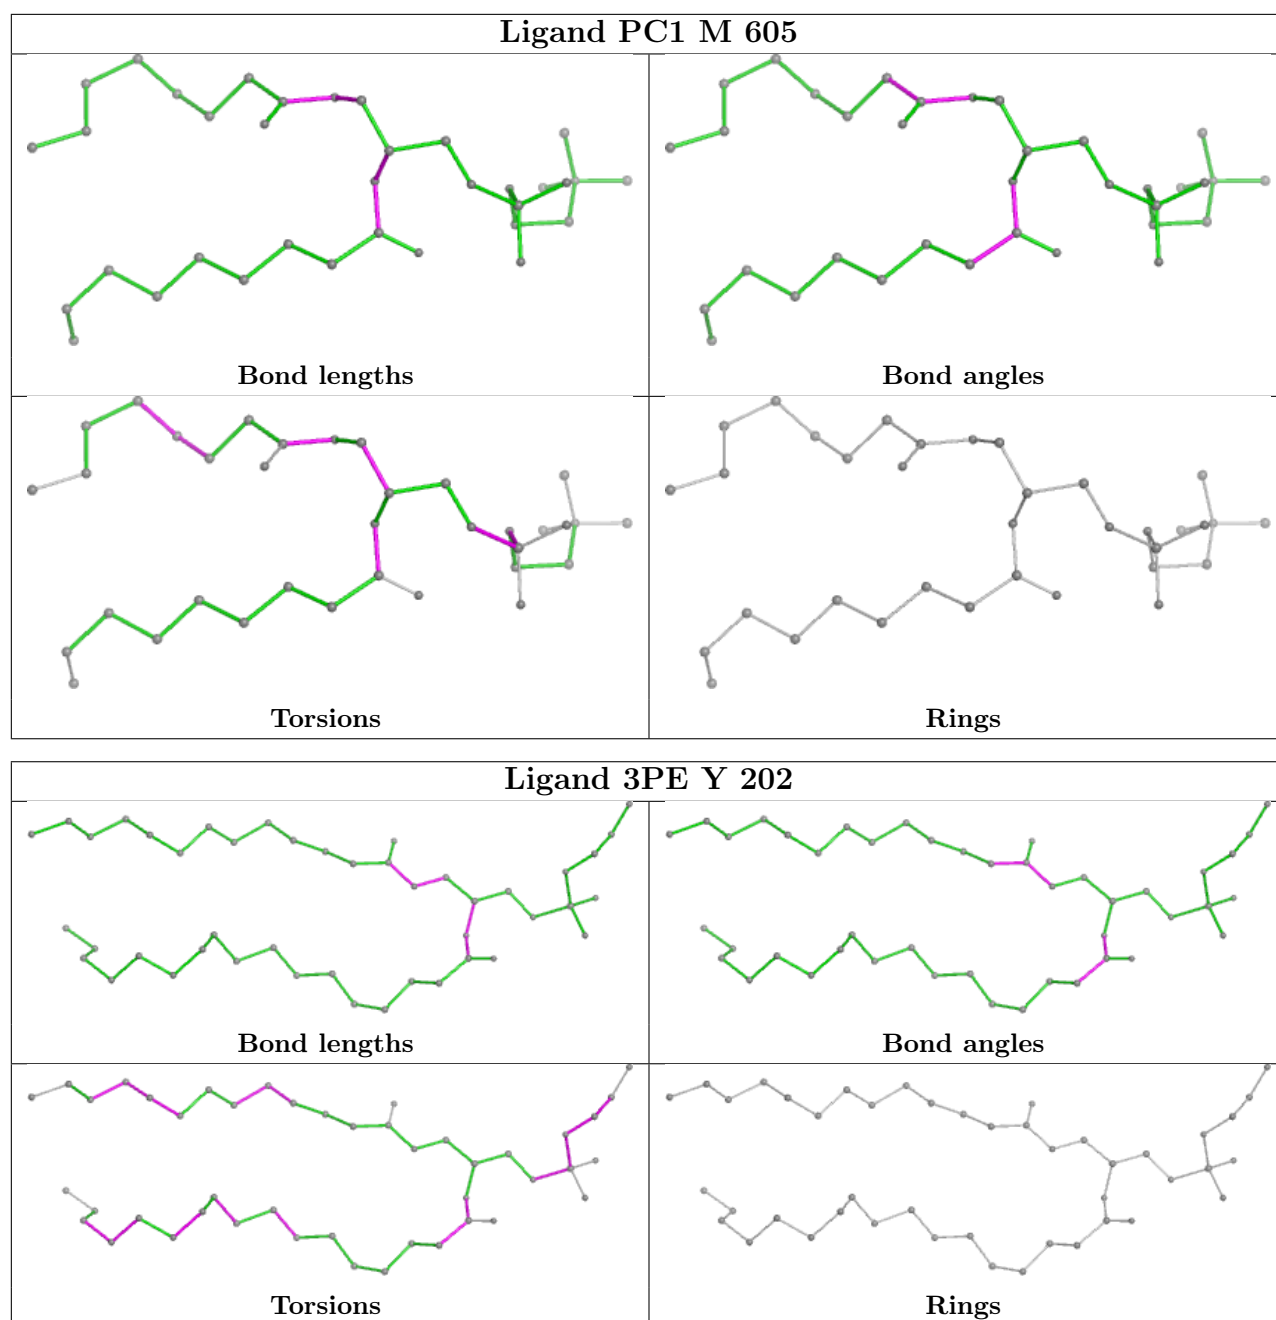 Ligand PC1 M 605
Bond lengths
Bond angles
Torsions
Rings
Ligand 3PE Y 202
Bond lengths
Bond angles
Torsions
Rings